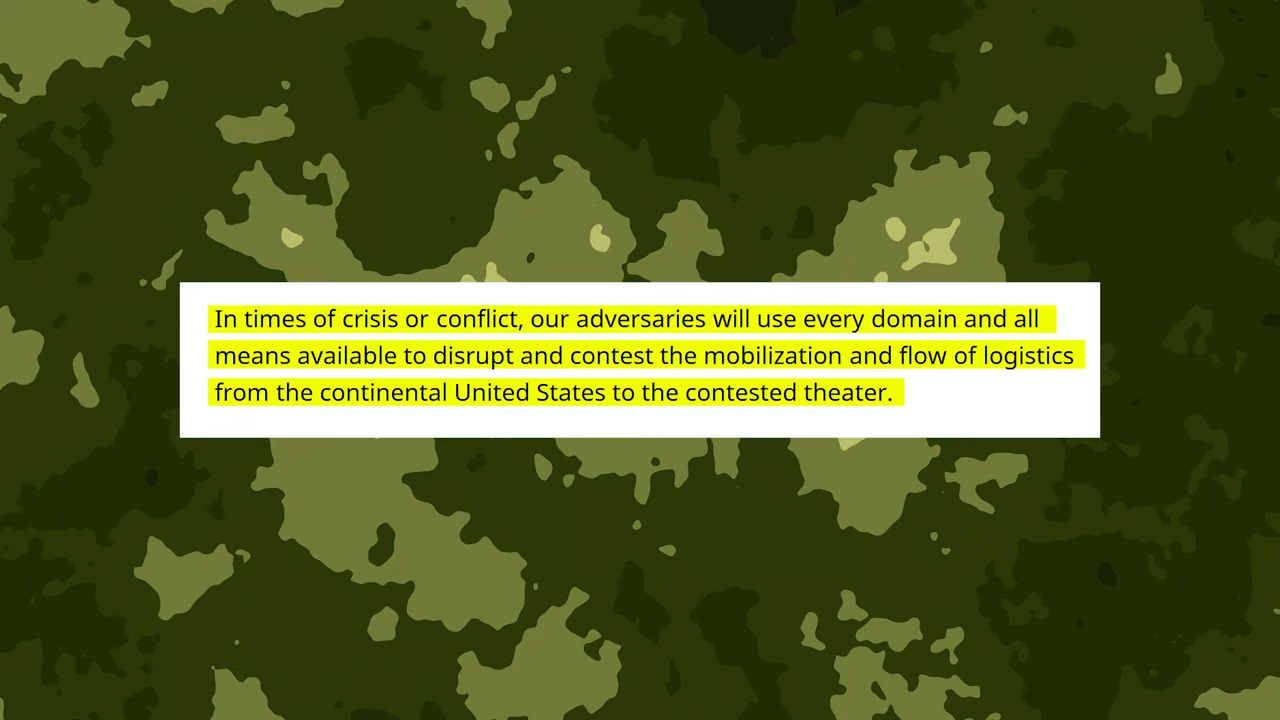 In times of crisis or conflict, our adversaries will use every domain and all
means available to disrupt and contest the mobilization and flow of logistics
from the continental United States to the contested theater.